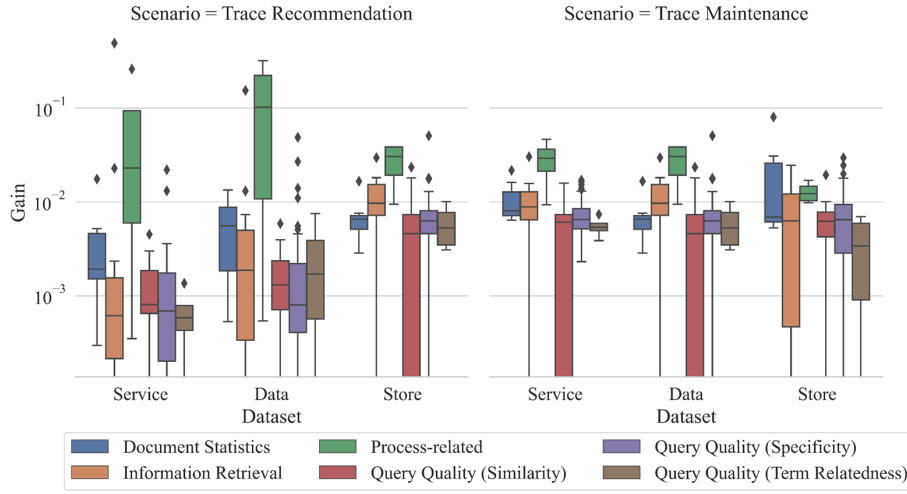 Scenario = Trace Recommendation
Scenario = Trace Maintenance
Gain
10⁻¹
10⁻²
10⁻³
Service Data Store
Service Data Store
Dataset
Dataset
Document Statistics
Process-related
Query Quality (Specificity)
Information Retrieval
Query Quality (Similarity)
Query Quality (Term Relatedness)